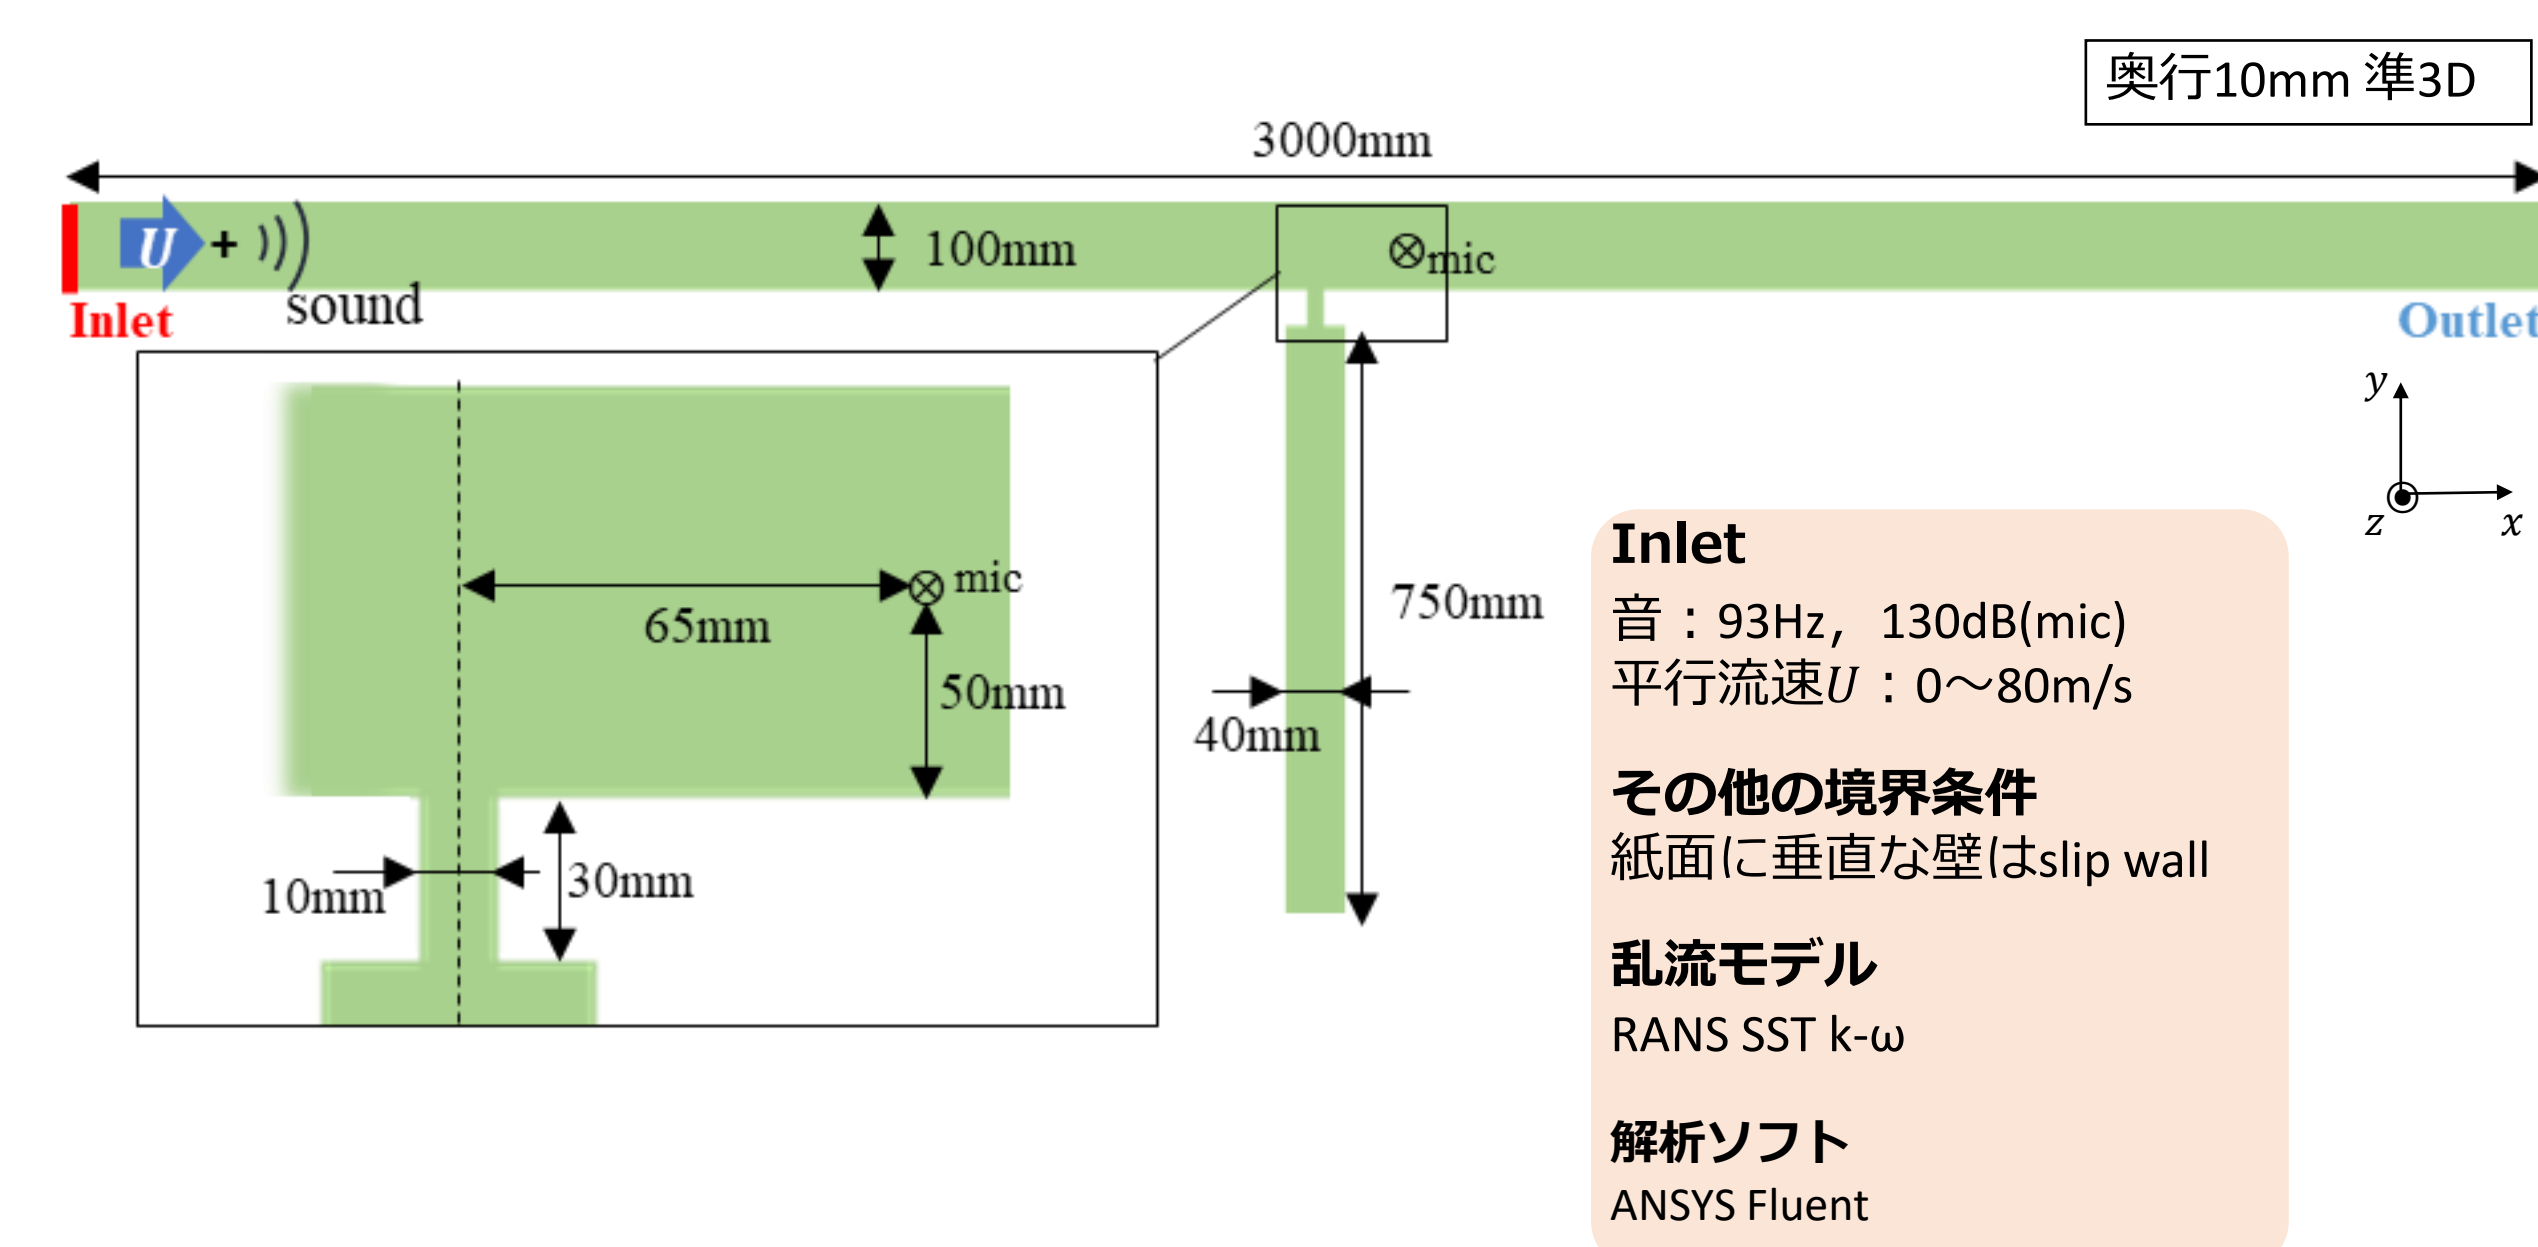 奥行10mm 準3D
3000mm
U + sound
100mm
mic
Inlet
Outlet
mic
65mm
50mm
10mm
30mm
750mm
40mm
y
z
x
Inlet
音：93Hz，130dB(mic)
平行流速U：0～80m/s
その他の境界条件
紙面に垂直な壁はslip wall
乱流モデル
RANS SST k-ω
解析ソフト
ANSYS Fluent